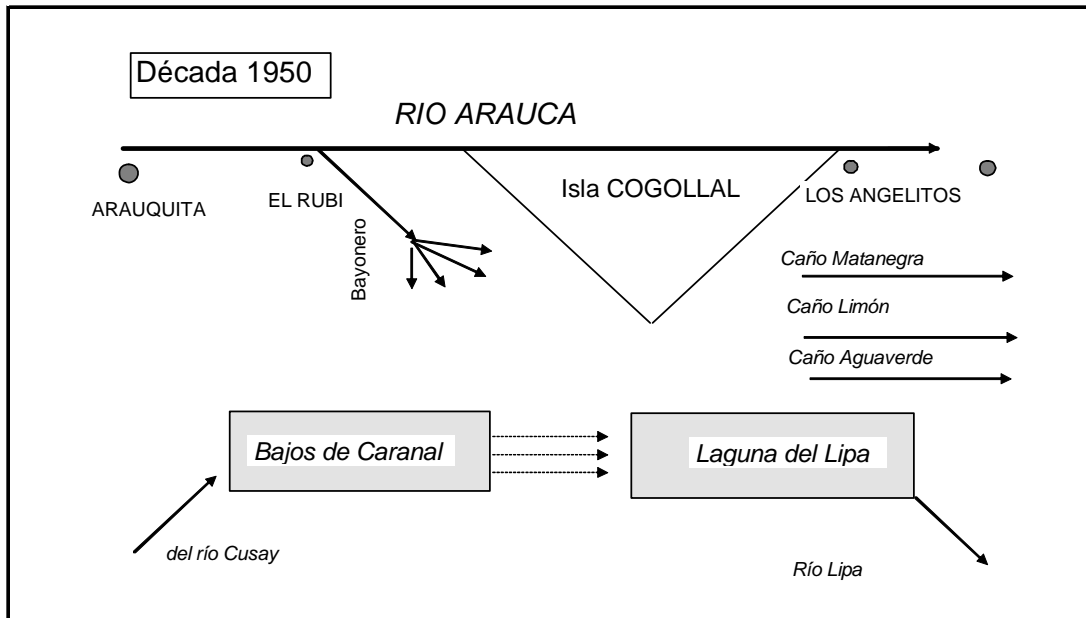 Década 1950
RIO ARAUCA
ARAUQUITA
EL RUBI
Isla COGOLLAL
LOS ANGELITOS
Bayonero
Caño Matanegra
Caño Limón
Caño Aguaverde
Bajos de Caranal
Laguna del Lipa
del río Cusay
Río Lipa